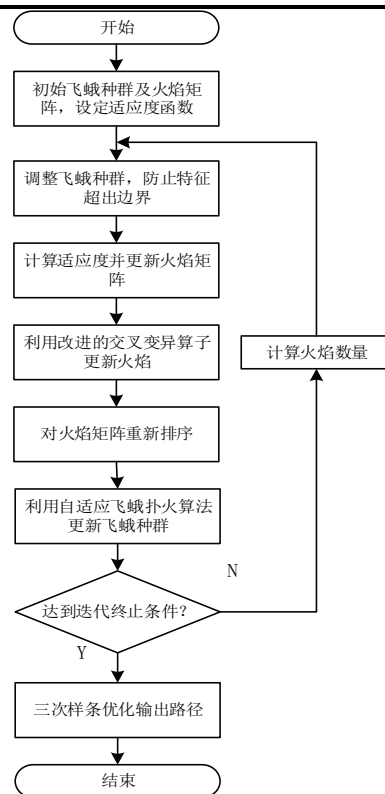 开始
初始飞蛾种群及火焰矩
阵，设定适应度函数
调整飞蛾种群，防止特征
超出边界
计算适应度并更新火焰矩
阵
利用改进的交叉变异算子
更新火焰
计算火焰数量
对火焰矩阵重新排序
利用自适应飞蛾扑火算法
更新飞蛾种群
N
达到迭代终止条件？
Y
三次样条优化输出路径
结束